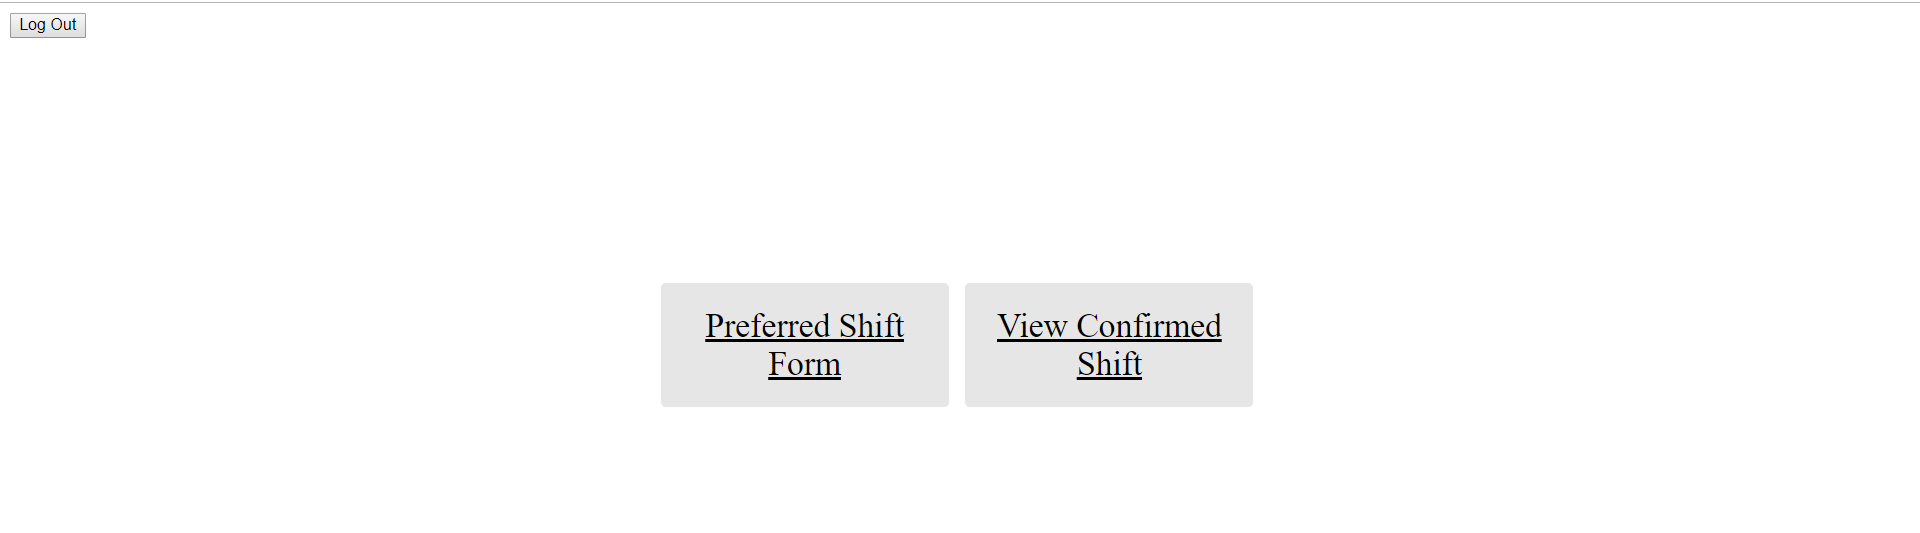 Log Out
Preferred Shift
Form
View Confirmed
Shift